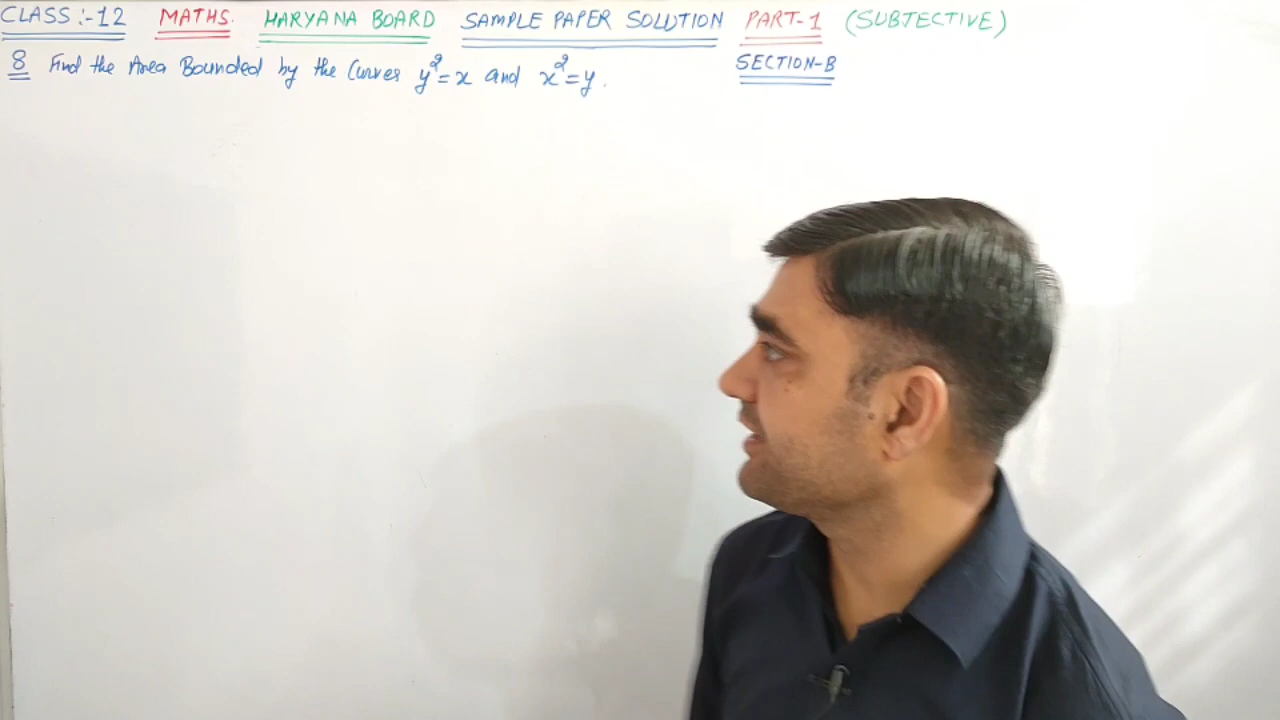 CLASS :- 12 MATHS. HARYANA BOARD SAMPLE PAPER SOLUTION PART-1 (SUBJECTIVE)
8 Find the Area Bounded by the Curves y²=x and x²=y. SECTION-B